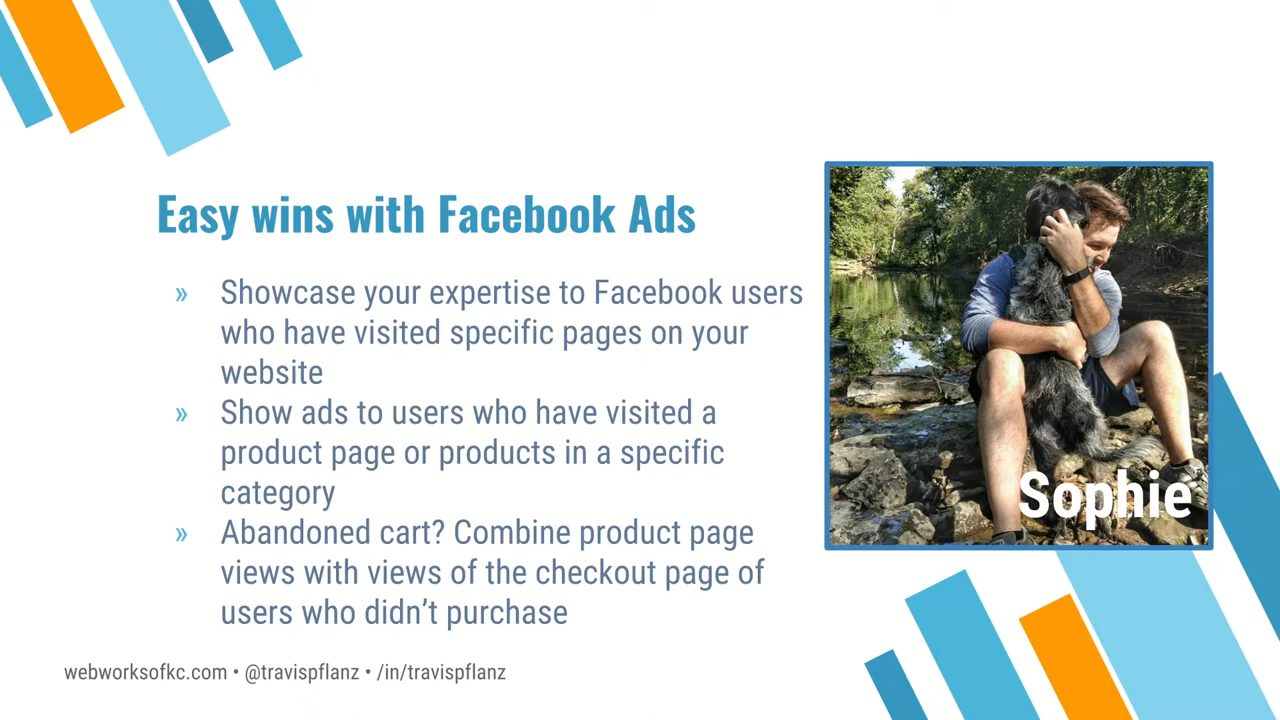 Easy wins with Facebook Ads
» Showcase your expertise to Facebook users
who have visited specific pages on your
website
» Show ads to users who have visited a
product page or products in a specific
category
» Abandoned cart? Combine product page
views with views of the checkout page of
users who didn’t purchase
Sophie
webworksofkc.com • @travispflanz • /in/travispflanz